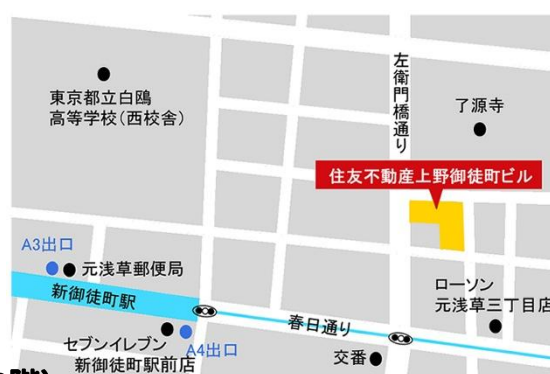 東京都立白鴎
高等学校(西校舎)
左衛門橋通り
了源寺
住友不動産上野御徒町ビル
A3出口
元浅草郵便局
新御徒町駅
春日通り
ローソン
元浅草三丁目店
セブンイレブン
新御徒町駅前店
A4出口
交番